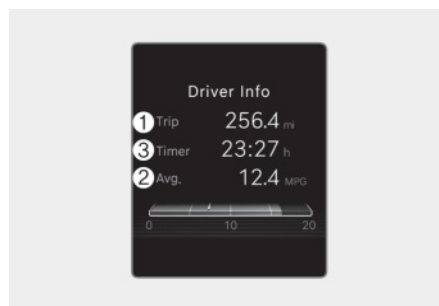 Driver Info
1 Trip 256.4 mi
3 Timer 23:27 h
2 Avg. 12.4 MPG
0 10 20